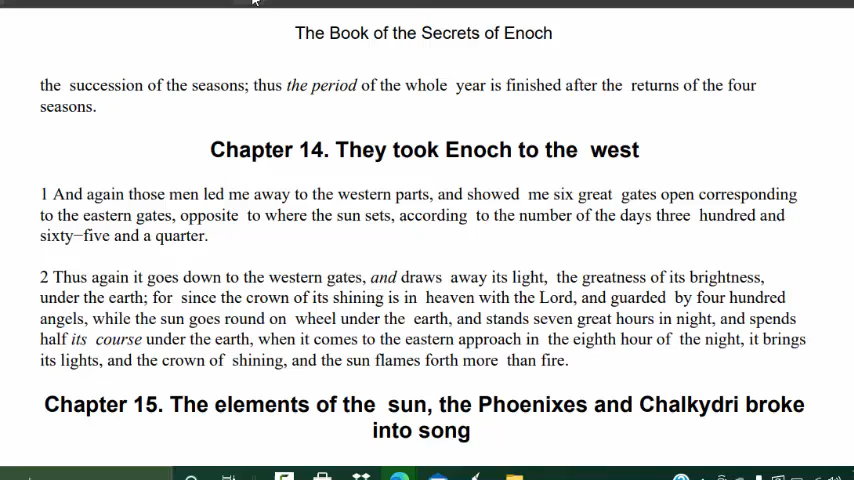 The Book of the Secrets of Enoch
the succession of the seasons; thus the period of the whole year is finished after the returns of the four
seasons.
Chapter 14. They took Enoch to the west
1 And again those men led me away to the western parts, and showed me six great gates open corresponding
to the eastern gates, opposite to where the sun sets, according to the number of the days three hundred and
sixty−five and a quarter.
2 Thus again it goes down to the western gates, and draws away its light, the greatness of its brightness,
under the earth; for since the crown of its shining is in heaven with the Lord, and guarded by four hundred
angels, while the sun goes round on wheel under the earth, and stands seven great hours in night, and spends
half its course under the earth, when it comes to the eastern approach in the eighth hour of the night, it brings
its lights, and the crown of shining, and the sun flames forth more than fire.
Chapter 15. The elements of the sun, the Phoenixes and Chalkydri broke
into song